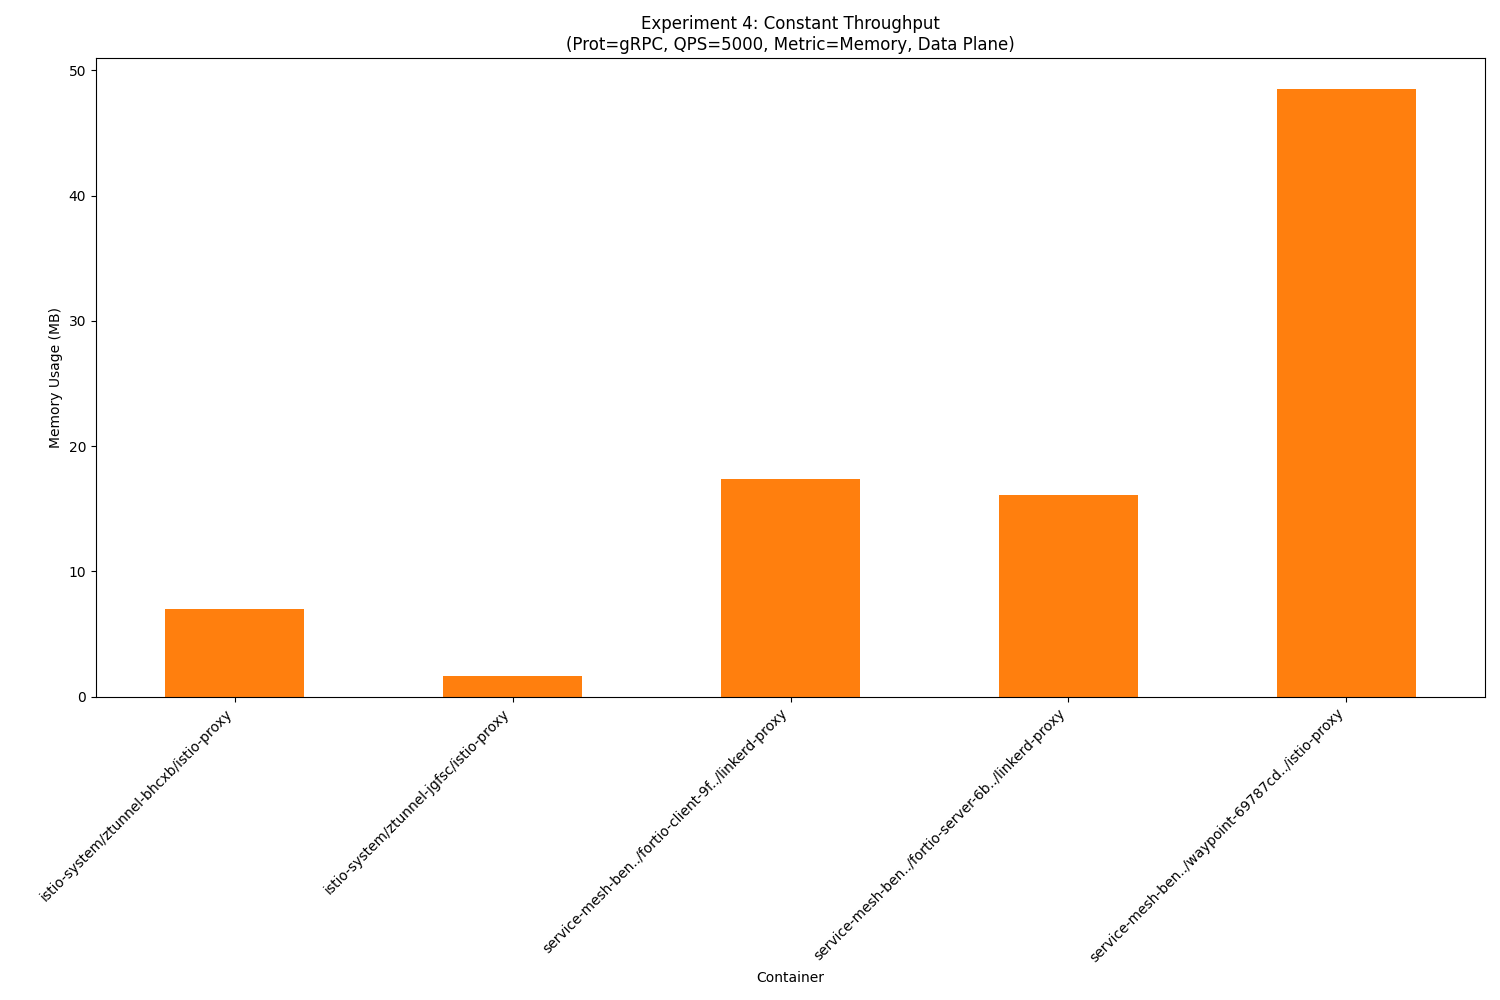 Experiment 4: Constant Throughput
(Prot=gRPC, QPS=5000, Metric=Memory, Data Plane)
50
40
30
20
10
0
Memory Usage (MB)
istio-system/ztunnel-bhcxb/istio-proxy
istio-system/ztunnel-jgfsc/istio-proxy
service-mesh-ben../fortio-client-9f../linkerd-proxy
service-mesh-ben../fortio-server-6b../linkerd-proxy
service-mesh-ben../waypoint-69787cd../istio-proxy
Container